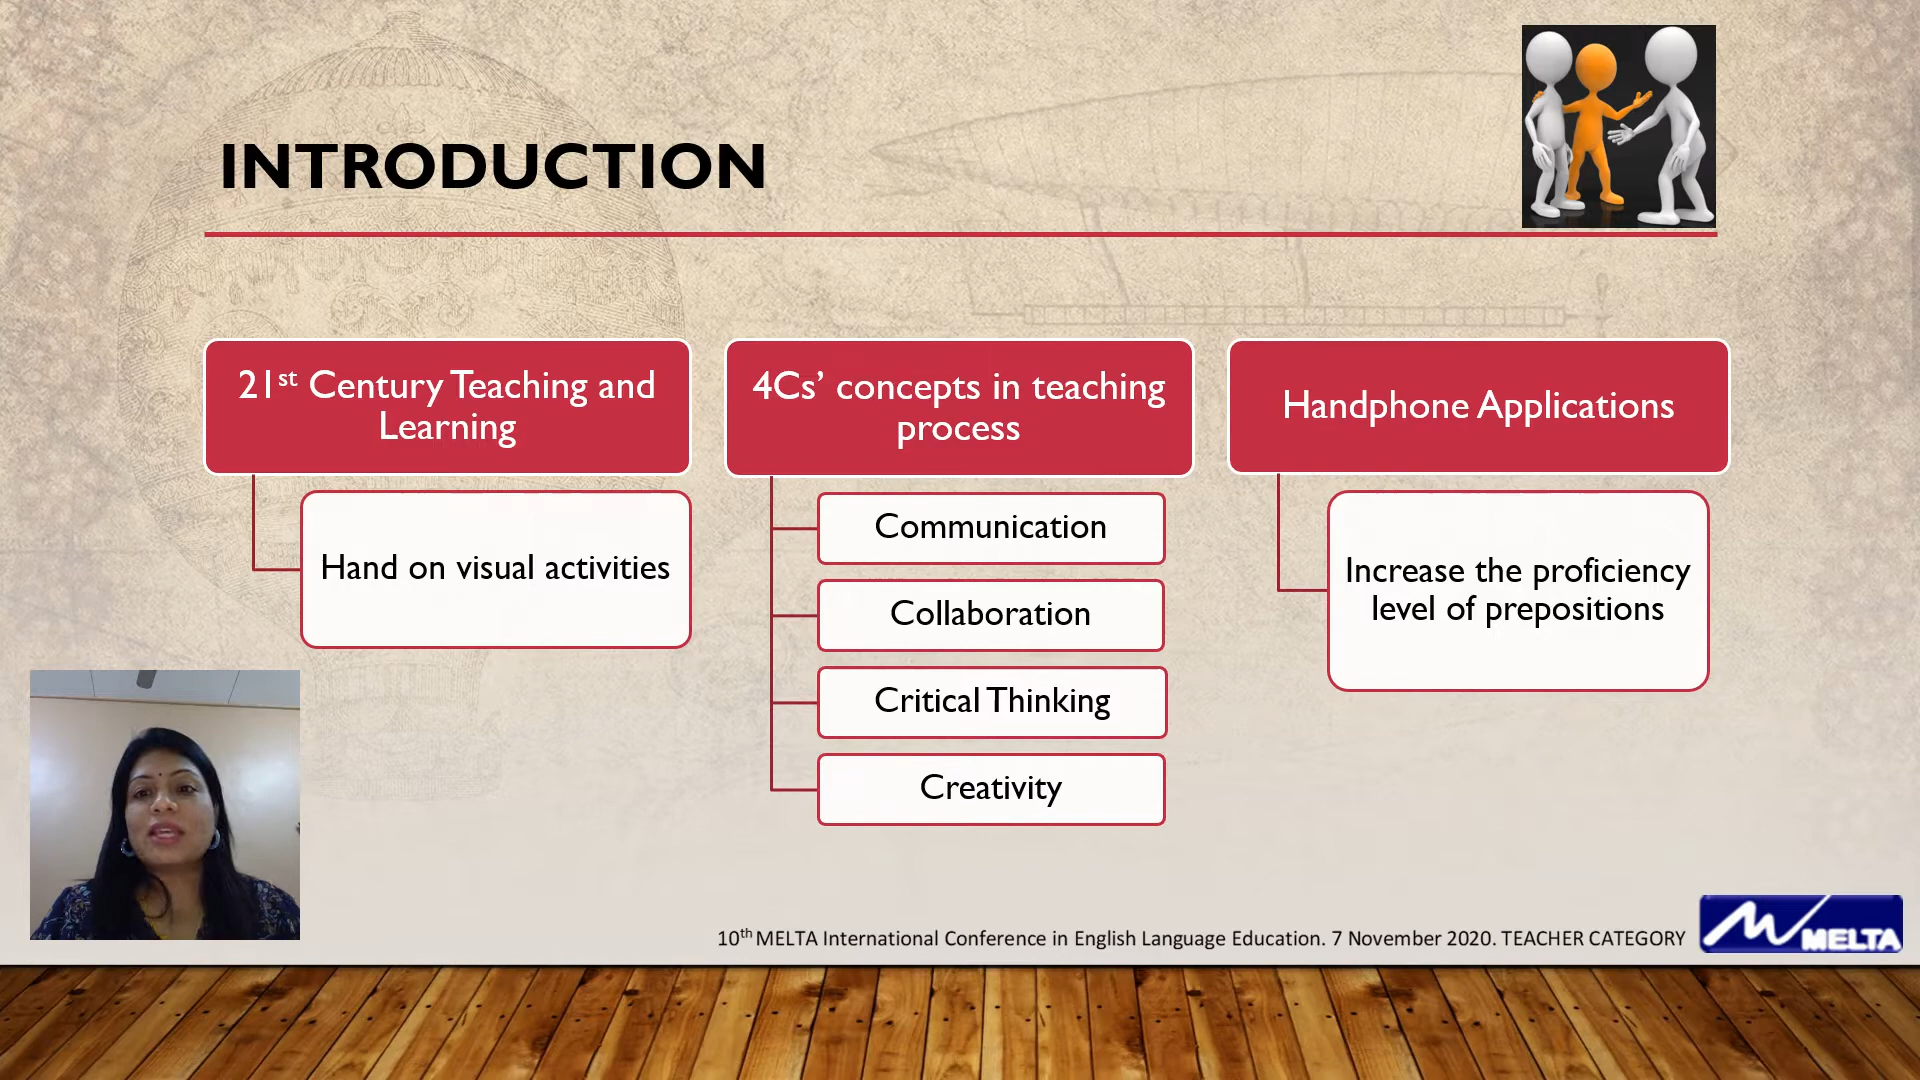 INTRODUCTION
21st Century Teaching and
Learning
Hand on visual activities
4Cs’ concepts in teaching
process
Communication
Collaboration
Critical Thinking
Creativity
Handphone Applications
Increase the proficiency
level of prepositions
10th MELTA International Conference in English Language Education. 7 November 2020. TEACHER CATEGORY
MELTA